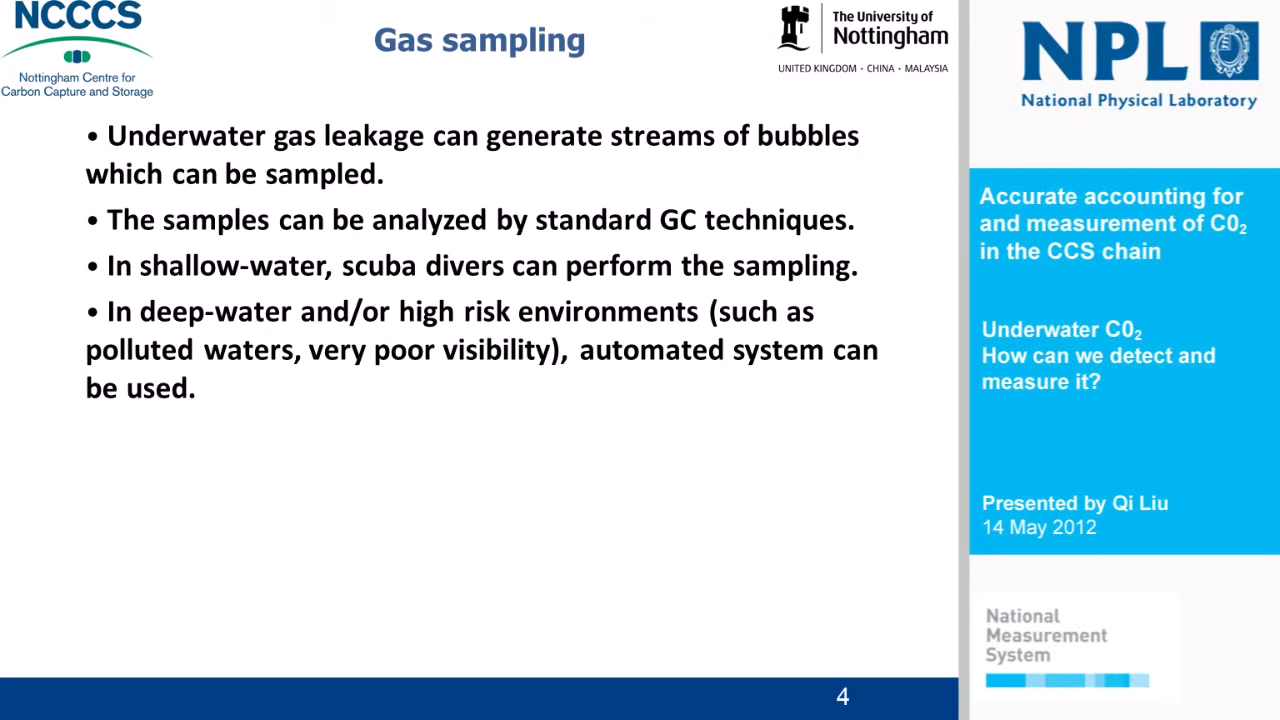 NCCCS
Nottingham Centre for
Carbon Capture and Storage
Gas sampling
The University of
Nottingham
UNITED KINGDOM · CHINA · MALAYSIA
• Underwater gas leakage can generate streams of bubbles
which can be sampled.
• The samples can be analyzed by standard GC techniques.
• In shallow-water, scuba divers can perform the sampling.
• In deep-water and/or high risk environments (such as
polluted waters, very poor visibility), automated system can
be used.
4
NPL
National Physical Laboratory
Accurate accounting for
and measurement of C0₂
in the CCS chain
Underwater C0₂
How can we detect and
measure it?
Presented by Qi Liu
14 May 2012
National
Measurement
System